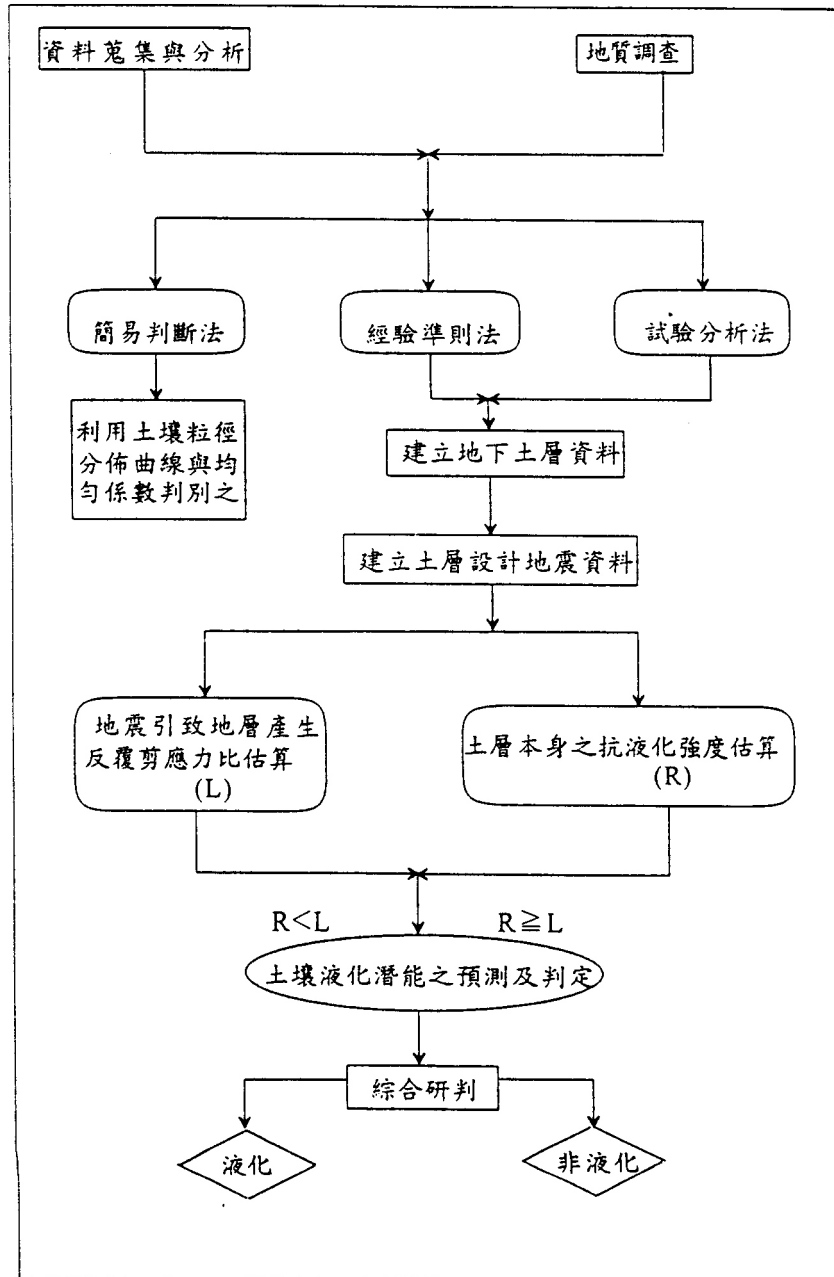 資料蒐集與分析
地質調查
簡易判斷法
經驗準則法
試驗分析法
利用土壤粒徑
分佈曲線與均
勻係數判別之
建立地下土層資料
建立土層設計地震資料
地震引致地層產生
反覆剪應力比估算
(L)
土層本身之抗液化強度估算
(R)
R<L
R≧L
土壤液化潛能之預測及判定
綜合研判
液化
非液化